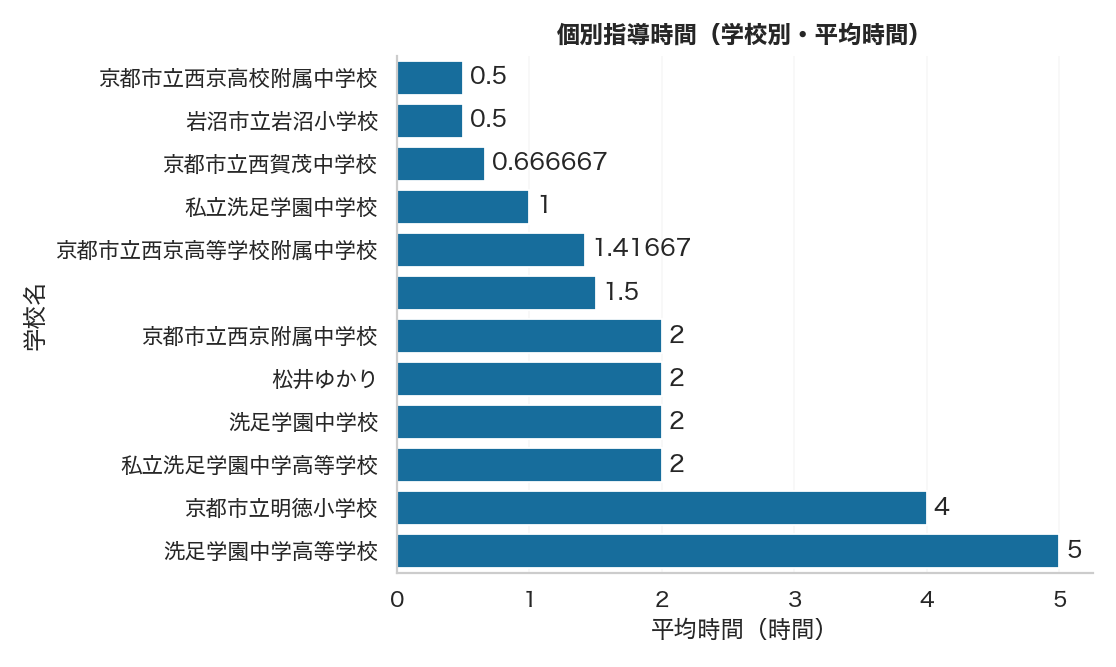 個別指導時間（学校別・平均時間）
京都市立西京高校附属中学校 0.5
岩沼市立岩沼小学校 0.5
京都市立西賀茂中学校 0.666667
私立洗足学園中学校 1
京都市立西京高等学校附属中学校 1.41667
1.5
京都市立西京附属中学校 2
松井ゆかり 2
洗足学園中学校 2
私立洗足学園中学高等学校 2
京都市立明徳小学校 4
洗足学園中学高等学校 5
学校名
0 1 2 3 4 5
平均時間（時間）